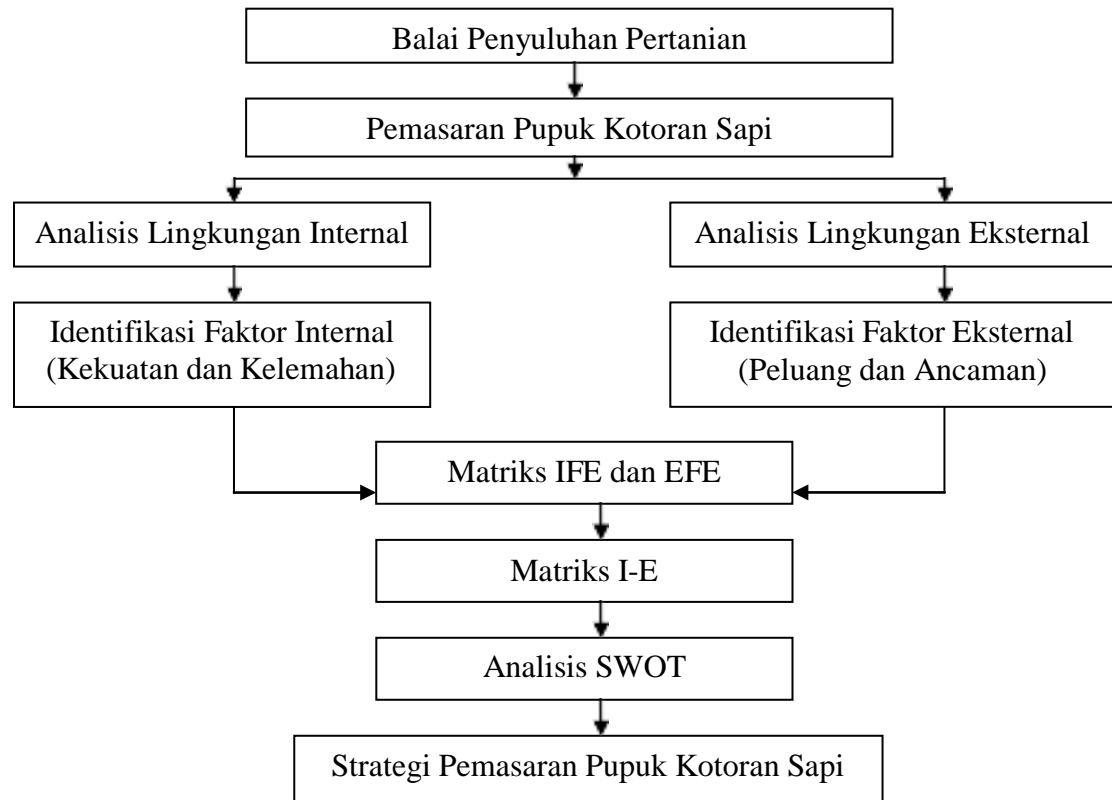 Balai Penyuluhan Pertanian
Pemasaran Pupuk Kotoran Sapi
Analisis Lingkungan Internal
Analisis Lingkungan Eksternal
Identifikasi Faktor Internal
(Kekuatan dan Kelemahan)
Identifikasi Faktor Eksternal
(Peluang dan Ancaman)
Matriks IFE dan EFE
Matriks I-E
Analisis SWOT
Strategi Pemasaran Pupuk Kotoran Sapi